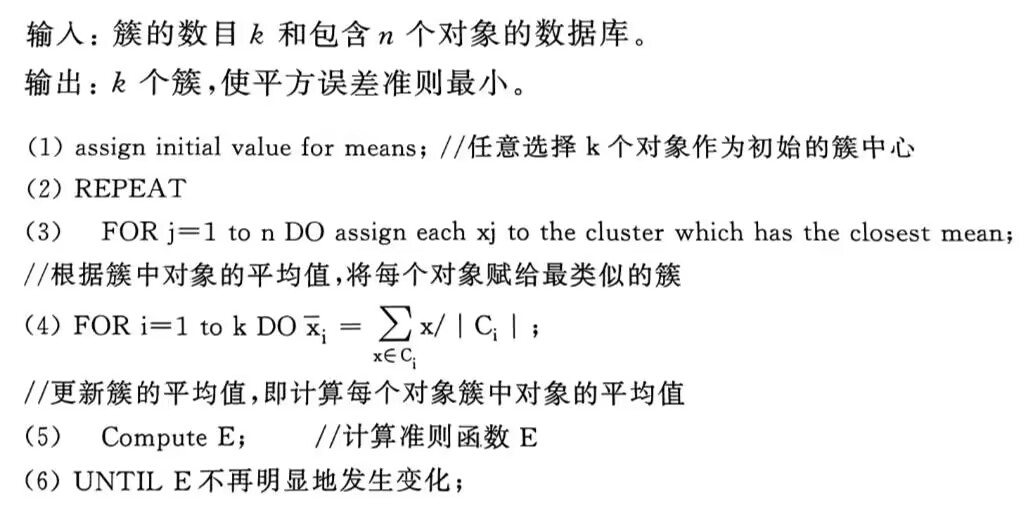 输入：簇的数目 k 和包含 n 个对象的数据库。
输出：k 个簇,使平方误差准则最小。
(1) assign initial value for means; //任意选择 k 个对象作为初始的簇中心
(2) REPEAT
(3) FOR j=1 to n DO assign each xj to the cluster which has the closest mean;
//根据簇中对象的平均值,将每个对象赋给最类似的簇
(4) FOR i=1 to k DO x̄ᵢ = ∑x∈Cᵢ x/|Cᵢ|;
//更新簇的平均值,即计算每个对象簇中对象的平均值
(5) Compute E; //计算准则函数 E
(6) UNTIL E不再明显地发生变化;